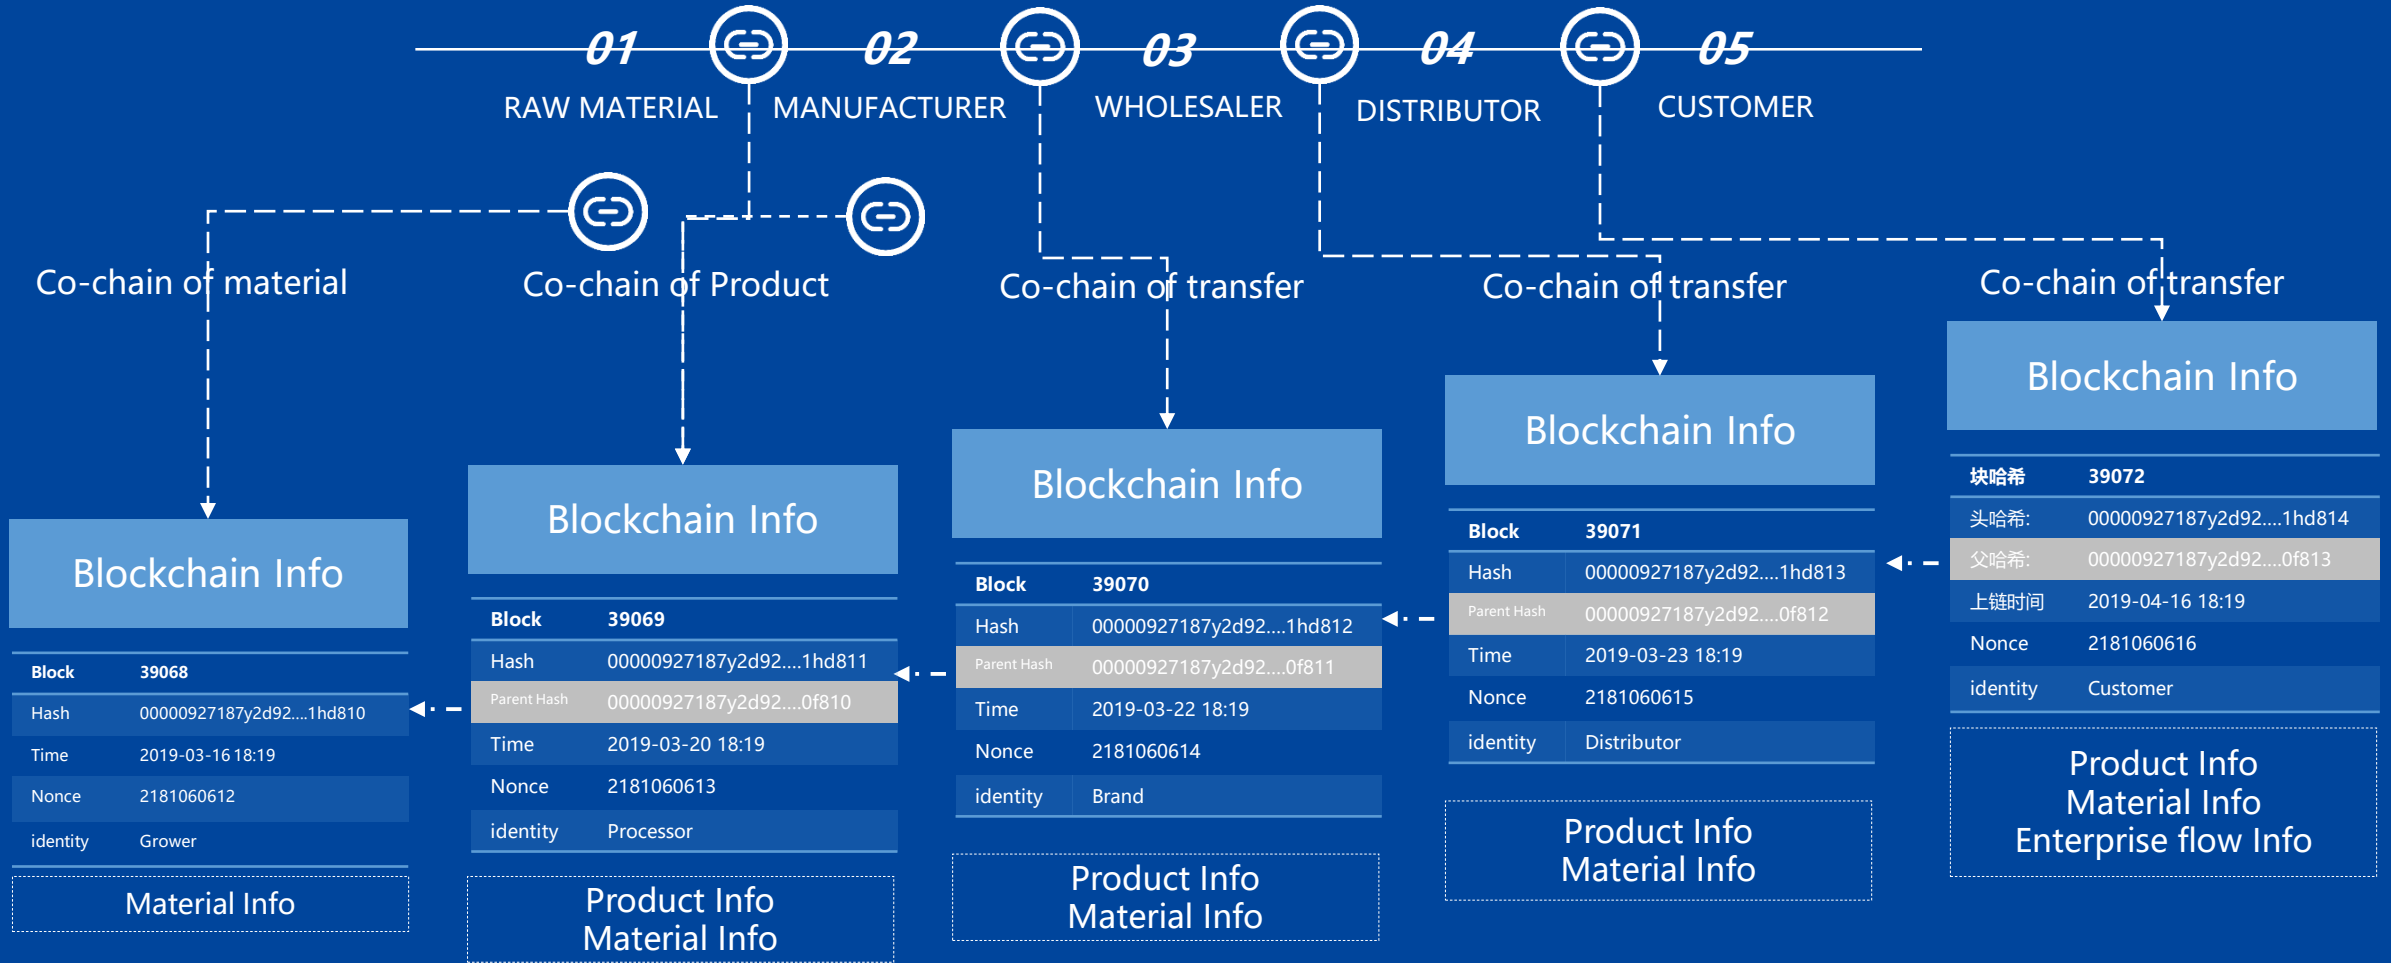 01
02
03
04
05
RAW MATERIAL
MANUFACTURER
WHOLESALER
DISTRIBUTOR
CUSTOMER
Co-chain of material
Co-chain of Product
Co-chain of transfer
Co-chain of transfer
Co-chain of transfer
Blockchain Info
Block 39068
Hash 00000927187y2d92....1hd810
Time 2019-03-16 18:19
Nonce 2181060612
identity Grower
Material Info
Blockchain Info
Block 39069
Hash 00000927187y2d92....1hd811
Parent Hash 00000927187y2d92....0f810
Time 2019-03-20 18:19
Nonce 2181060613
identity Processor
Product Info
Material Info
Blockchain Info
Block 39070
Hash 00000927187y2d92....1hd812
Parent Hash 00000927187y2d92....0f811
Time 2019-03-22 18:19
Nonce 2181060614
identity Brand
Product Info
Material Info
Blockchain Info
Block 39071
Hash 00000927187y2d92....1hd813
Parent Hash 00000927187y2d92....0f812
Time 2019-03-23 18:19
Nonce 2181060615
identity Distributor
Product Info
Material Info
Blockchain Info
块哈希 39072
头哈希: 00000927187y2d92....1hd814
父哈希: 00000927187y2d92....0f813
上链时间 2019-04-16 18:19
Nonce 2181060616
identity Customer
Product Info
Material Info
Enterprise flow Info